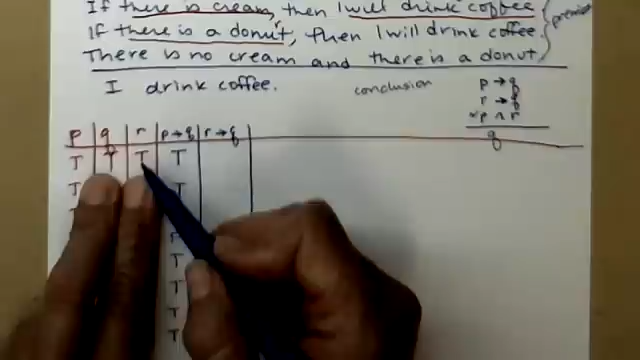 If there is cream, then I will drink coffee
If there is a donut, then I will drink coffee.
There is no cream and there is a donut
premise
I drink coffee.
conclusion
p → q
r → q
~p ∧ r
q
p q r p→q r→q
T T T T
T T
F
T
T
T